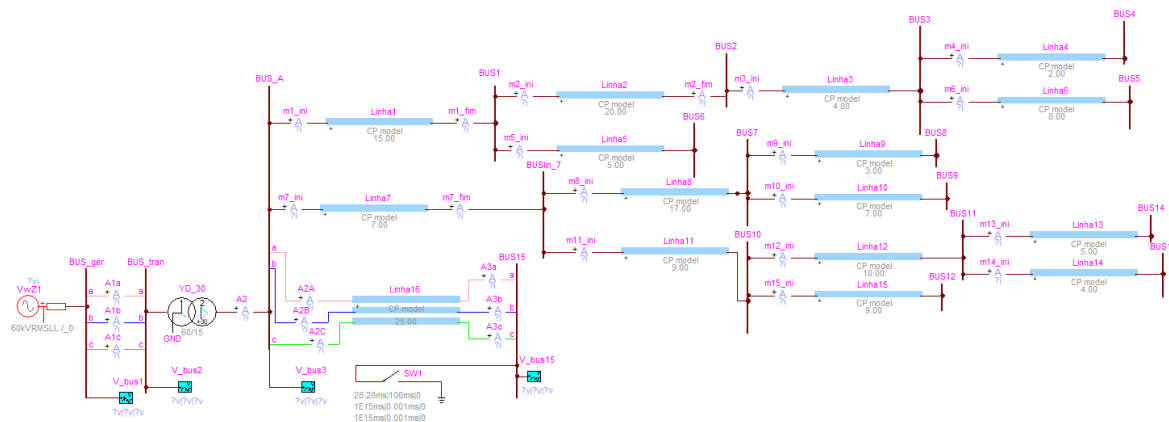 BUS4
BUS3
m4_ini
Linha4
+
A
?i
CP model
2.00
BUS2
BUS5
BUS_A
BUS1
m2_ini
Linha2
m2_fim
m3_ini
Linha3
m6_ini
Linha6
CP model
20.00
CP model
4.00
CP model
8.00
m1_ini
Linha1
m1_fim
BUS6
BUS7
BUS8
CP model
15.00
m5_ini
Linha5
m9_ini
Linha9
CP model
5.00
CP model
3.00
BUSlin_7
BUS9
m8_ini
Linha8
m10_ini
Linha10
m7_ini
Linha7
m7_fim
CP model
17.00
CP model
7.00
CP model
7.00
BUS11
BUS14
m13_ini
Linha13
BUS10
CP model
5.00
m11_ini
Linha11
m12_ini
Linha12
BUS1
CP model
9.00
CP model
10.00
m14_ini
Linha14
CP model
4.00
BUS_ger
BUS_tran
a
b
c
BUS15
A3a
a
m15_ini
Linha15
BUS12
CP model
9.00
?vi
VwZ1
A1a
a
a
YD_30
A2
A2A
Linha16
A3b
b
A1b
b
b
1
2
+30
?i
A2B
CP model
A1c
c
c
GND
60/15
A2C
25.00
A3c
c
60kVRMSLL /_0
V_bus1
V_bus2
V_bus3
V_bus15
SW1
?v|?v|?v
?v|?v|?v
?v|?v|?v
?v|?v|?v
28.28ms|100ms|0
1E15ms|0.001ms|0
1E15ms|0.001ms|0